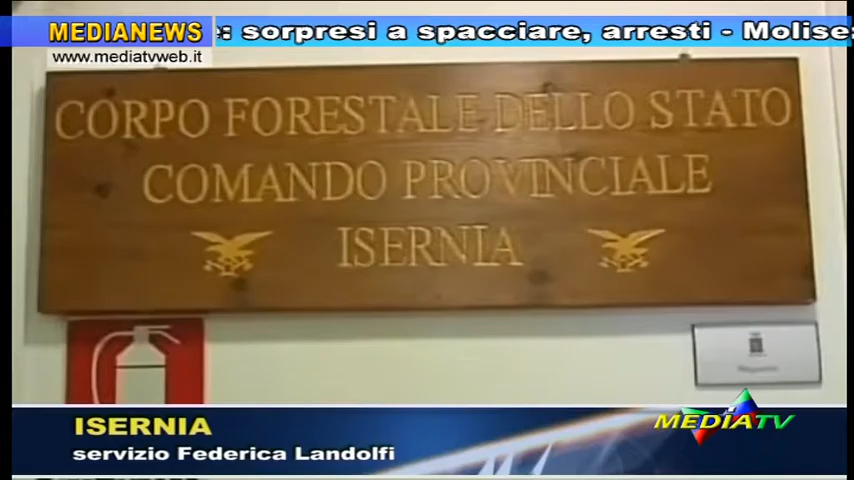 MEDIANEWS
: sorpresi a spacciare, arresti - Molise
www.mediatvweb.it
CORPO FORESTALE DELLO STATO
COMANDO PROVINCIALE
ISERNIA
ISERNIA
servizio Federica Landolfi
MEDIATV